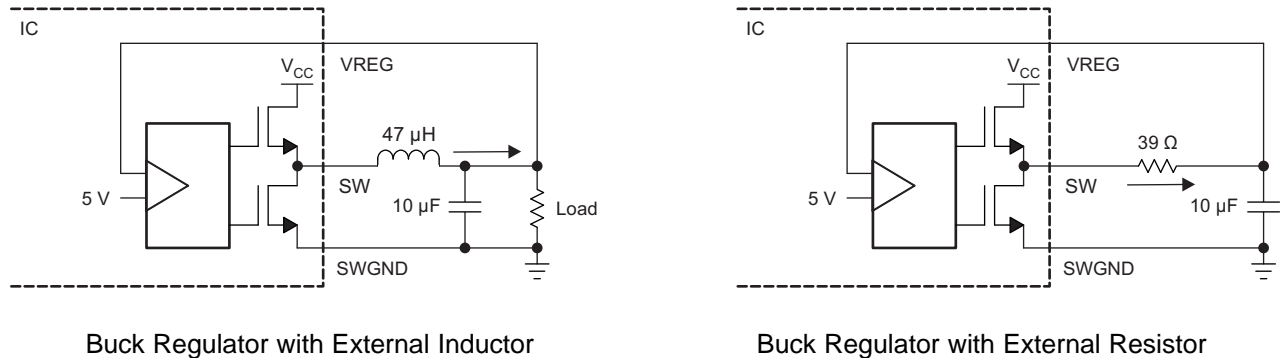 IC
V_CC
VREG
47 µH
SW
5 V
10 µF
Load
SWGND
Buck Regulator with External Inductor
IC
V_CC
VREG
39 Ω
SW
5 V
10 µF
SWGND
Buck Regulator with External Resistor